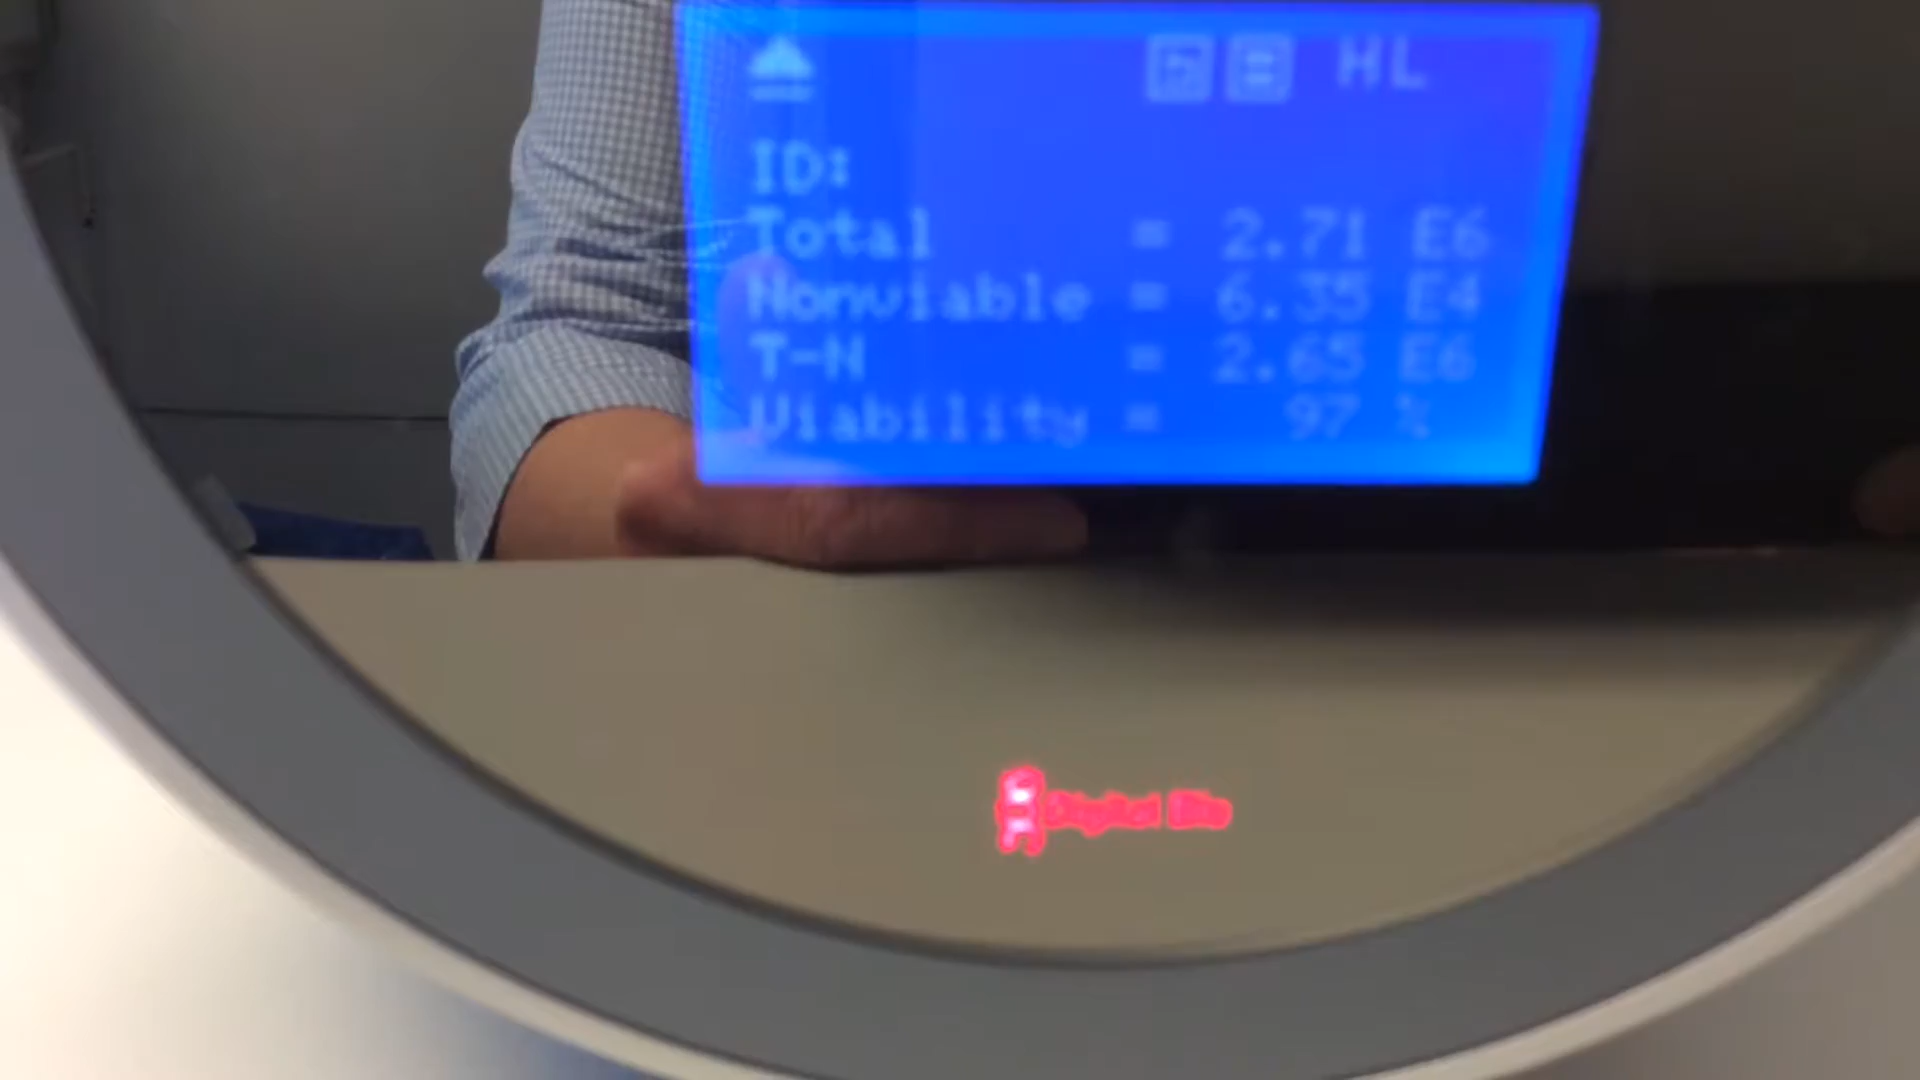 HL
ID:
Total = 2.71 E6
Nonviable = 6.35 E4
T-N = 2.65 E6
Viability = 97 %